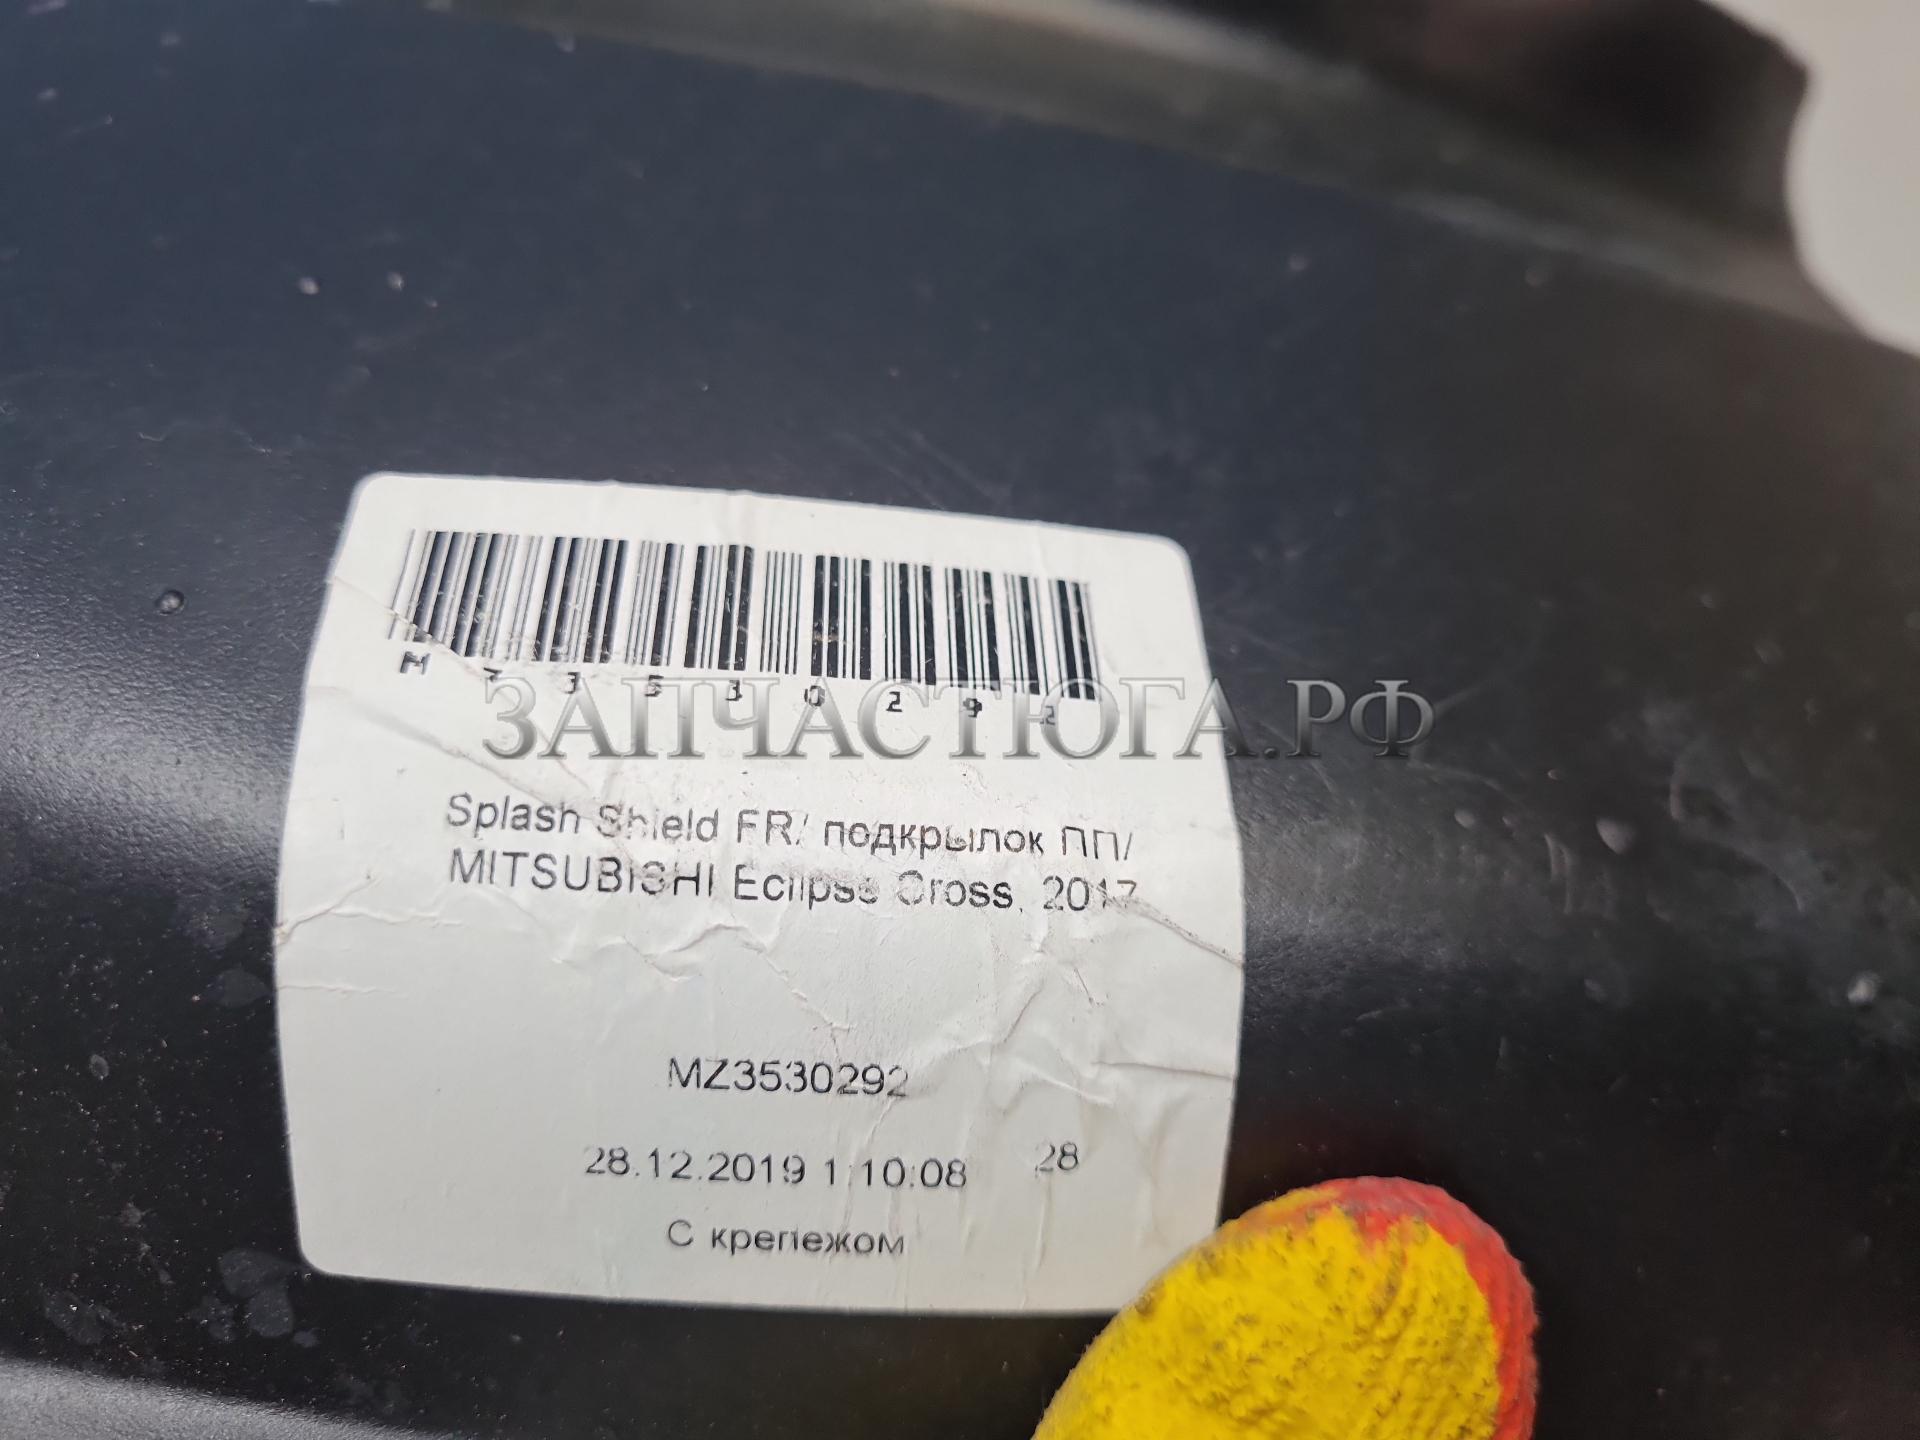 M Z 3 5 3 0 2 9 2
ЗАПЧАСТЮГА.РФ
Splash Shield FR/ подкрылок ПП/
MITSUBISHI Eclipse Cross, 2017
MZ3530292
28.12.2019 1:10:08 28
С крепежом